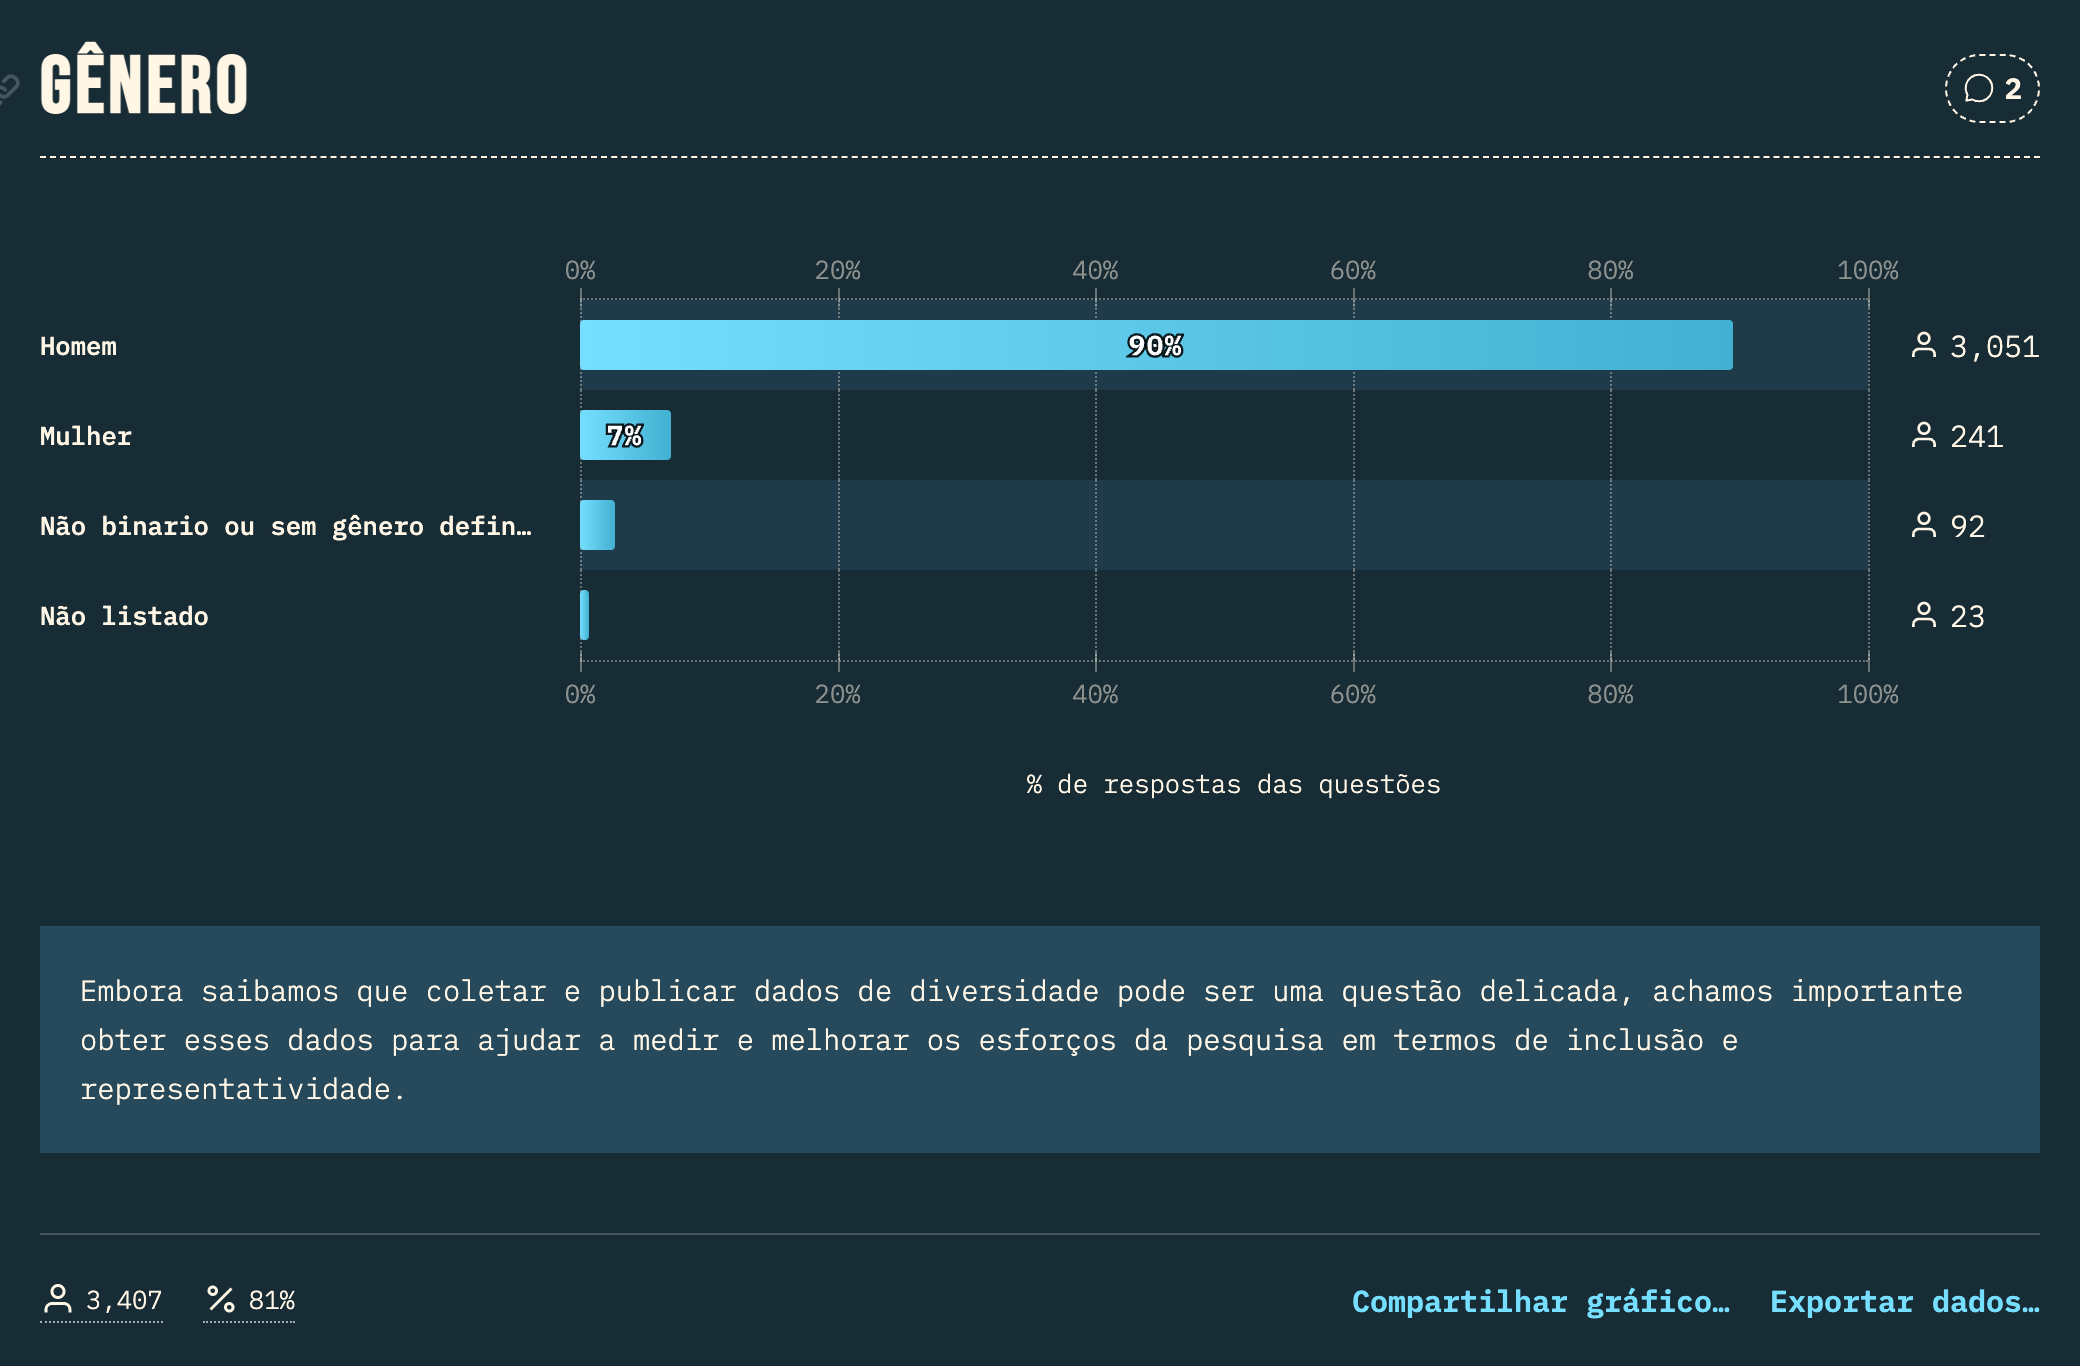 GÊNERO
2
0% 20% 40% 60% 80% 100%
Homem 90% 3,051
Mulher 7% 241
Não binario ou sem gênero defin… 92
Não listado 23
0% 20% 40% 60% 80% 100%
% de respostas das questões
Embora saibamos que coletar e publicar dados de diversidade pode ser uma questão delicada, achamos importante
obter esses dados para ajudar a medir e melhorar os esforços da pesquisa em termos de inclusão e
representatividade.
3,407 81% Compartilhar gráfico… Exportar dados…